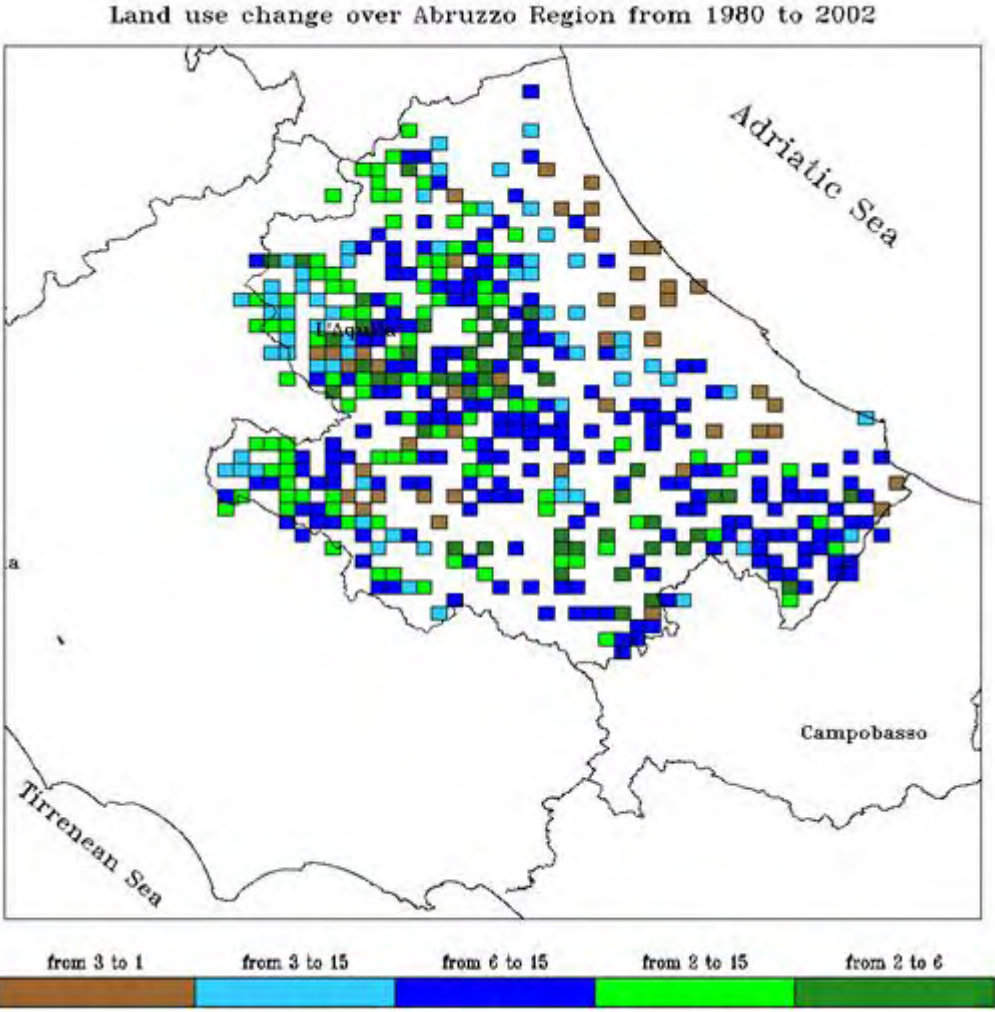 Land use change over Abruzzo Region from 1980 to 2002
Adriatic Sea
L'Aquila
a
Campobasso
Tirrenean Sea
from 3 to 1 from 3 to 15 from 6 to 15 from 2 to 15 from 2 to 6